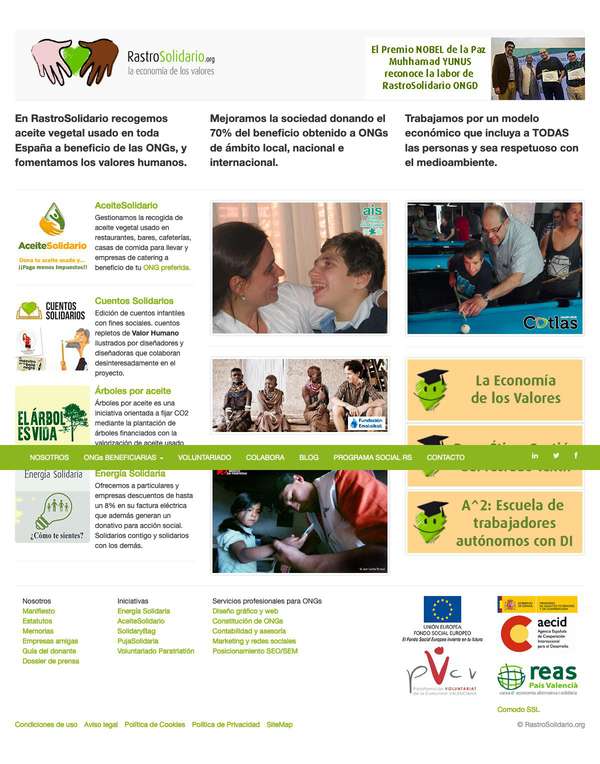 RastroSolidario.org
la economía de los valores
El Premio NOBEL de la Paz
Muhhamad YUNUS
reconoce la labor de
RastroSolidario ONGD
En RastroSolidario recogemos
aceite vegetal usado en toda
España a beneficio de las ONGs, y
fomentamos los valores humanos.
Mejoramos la sociedad donando el
70% del beneficio obtenido a ONGs
de ámbito local, nacional e
internacional.
Trabajamos por un modelo
económico que incluya a TODAS
las personas y sea respetuoso con
el medioambiente.
AceiteSolidario
Dona tu aceite usado y...
¡¡Paga menos Impuestos!!
AceiteSolidario
Gestionamos la recogida de
aceite vegetal usado en
restaurantes, bares, cafeterías,
casas de comida para llevar y
empresas de catering a
beneficio de tu ONG preferida.
CUENTOS
SOLIDARIOS
Cuentos Solidarios
Edición de cuentos infantiles
con fines sociales. cuentos
repletos de Valor Humano
ilustrados por diseñadores y
diseñadoras que colaboran
desinteresadamente en el
proyecto.
EL ÁRBOL
ES VIDA
Árboles por aceite
Árboles por aceite es una
iniciativa orientada a fijar CO2
mediante la plantación de
árboles financiados con la
valorización de aceite usado
ais
Cotlas
Fundación
Emalaikat
La Economía
de los Valores
NOSOTROS
ONGs BENEFICIARIAS
VOLUNTARIADO
COLABORA
BLOG
PROGRAMA SOCIAL RS
CONTACTO
in
f
Energía Solidaria
¿Cómo te sientes?
Ofrecemos a particulares y
empresas descuentos de hasta
un 8% en su factura eléctrica
que además generan un
donativo para acción social.
Solidarios contigo y solidarios
con los demás.
A^2: Escuela de
trabajadores
autónomos con DI
Nosotros
Manifiesto
Estatutos
Memorias
Empresas amigas
Guía del donante
Dossier de prensa
Iniciativas
Energía Solidaria
AceiteSolidario
SolidaryBag
PujaSolidaria
Voluntariado Paratriatlón
Servicios profesionales para ONGs
Diseño gráfico y web
Constitución de ONGs
Contabilidad y asesoría
Marketing y redes sociales
Posicionamiento SEO/SEM
UNIÓN EUROPEA
FONDO SOCIAL EUROPEO
El Fondo Social Europeo invierte en tu futuro
aecid
Agencia Española
de Cooperación
Internacional
para el Desarrollo
pvcv
Plataforma VOLUNTARIAT
de la Comunitat VALENCIANA
reas
País Valencià
xarxa d' economia alternativa i solidària
Comodo SSL
Condiciones de uso
Aviso legal
Política de Cookies
Política de Privacidad
SiteMap
© RastroSolidario.org